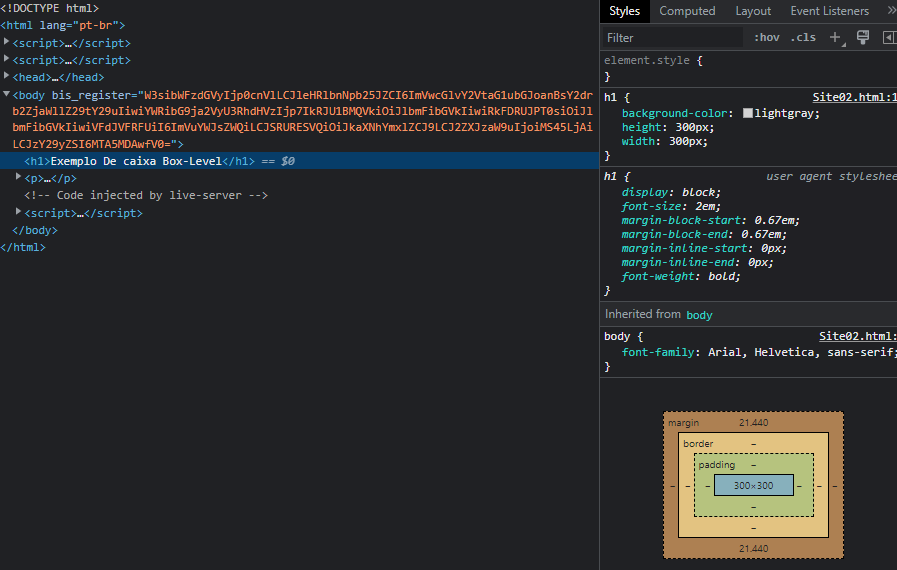 <!DOCTYPE html>
<html lang="pt-br">
<script>…</script>
<script>…</script>
<head>…</head>
<body bis_register="W3sibWFzdGVyIjp0cnVlLCJleHRlbnNpb25JZCI6ImVwcG1vY2VtaG1ubGJoanBsY2dr
b2ZjaWllZ29tY29uIiwiYWRibG9ja2VyU3RhdHVzIjp7IkRJU1BMQVkiOiJlbmFibGVkIiwiRkFDRUJPT0siOiJl
bmFibGVkIiwiVFdJVFRFUiI6ImVuYWJsZWQiLCJSRURESVQiOiJkaXNhYmxlZCJ9LCJ2ZXJzaW9uIjoiMS45LjAi
LCJzY29yZSI6MTA5MDAwfV0=">
<h1>Exemplo De caixa Box-Level</h1> == $0
<p>…</p>
<!-- Code injected by live-server -->
<script>…</script>
</body>
</html>
Styles Computed Layout Event Listeners »
Filter :hov .cls +
element.style {
}
h1 { Site02.html:1
background-color: lightgray;
height: 300px;
width: 300px;
}
h1 { user agent styleshee
display: block;
font-size: 2em;
margin-block-start: 0.67em;
margin-block-end: 0.67em;
margin-inline-start: 0px;
margin-inline-end: 0px;
font-weight: bold;
}
Inherited from body
body { Site02.html:
font-family: Arial, Helvetica, sans-serif;
}
margin 21.440
border –
padding –
– – – 300×300 – – –
–
–
21.440